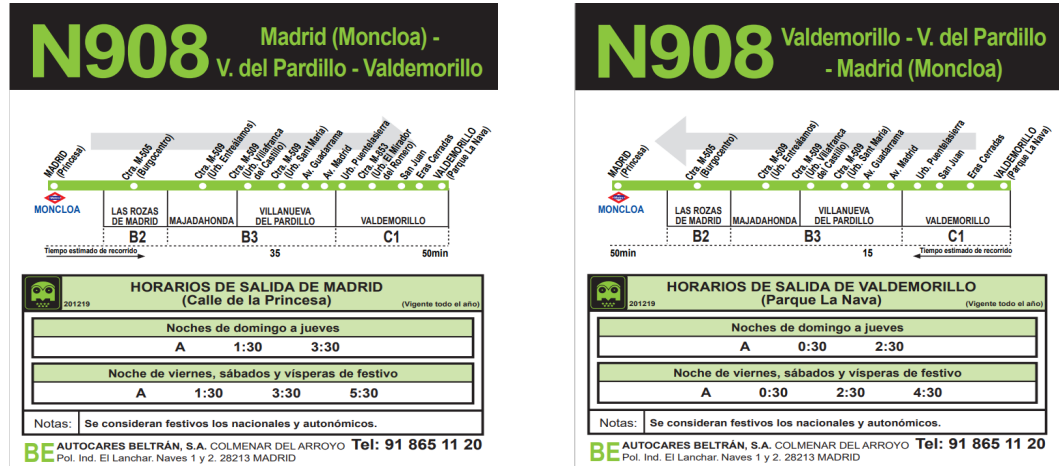 N908
Madrid (Moncloa) -
V. del Pardillo - Valdemorillo
MADRID
(Princesa)
Ctra. M-505
(Burgocentro)
Ctra. M-509
(Urb. Entreálamos)
Ctra. M-509
(Urb. Villafranca
del Castillo)
Ctra. M-509
(Urb. Sant María)
Av. Guadarrama
Av. Madrid
Urb. Puentelasierra
Ctra. M-853
(Urb. El Mirador
del Romero)
San Juan
Eras Cerradas
VALDEMORILLO
(Parque La Nava)
MONCLOA
LAS ROZAS
DE MADRID
MAJADAHONDA
VILLANUEVA
DEL PARDILLO
VALDEMORILLO
B2 B3 C1
Tiempo estimado de recorrido 35 50min
HORARIOS DE SALIDA DE MADRID
(Calle de la Princesa)
201219
(Vigente todo el año)
Noches de domingo a jueves
A 1:30 3:30
Noche de viernes, sábados y vísperas de festivo
A 1:30 3:30 5:30
Notas: Se consideran festivos los nacionales y autonómicos.
BE AUTOCARES BELTRÁN, S.A. COLMENAR DEL ARROYO Tel: 91 865 11 20
Pol. Ind. El Lanchar. Naves 1 y 2. 28213 MADRID
N908
Valdemorillo - V. del Pardillo
- Madrid (Moncloa)
MADRID
(Princesa)
Ctra. M-505
(Burgocentro)
Ctra. M-509
(Urb. Entreálamos)
Ctra. M-509
(Urb. Villafranca
del Castillo)
Ctra. M-509
(Urb. Sant María)
Av. Guadarrama
Av. Madrid
Urb. Puentelasierra
San Juan
Eras Cerradas
VALDEMORILLO
(Parque La Nava)
MONCLOA
LAS ROZAS
DE MADRID
MAJADAHONDA
VILLANUEVA
DEL PARDILLO
VALDEMORILLO
B2 B3 C1
50min 15 Tiempo estimado de recorrido
HORARIOS DE SALIDA DE VALDEMORILLO
(Parque La Nava)
201219
(Vigente todo el año)
Noches de domingo a jueves
A 0:30 2:30
Noche de viernes, sábados y vísperas de festivo
A 0:30 2:30 4:30
Notas: Se consideran festivos los nacionales y autonómicos.
BE AUTOCARES BELTRÁN, S.A. COLMENAR DEL ARROYO Tel: 91 865 11 20
Pol. Ind. El Lanchar. Naves 1 y 2. 28213 MADRID